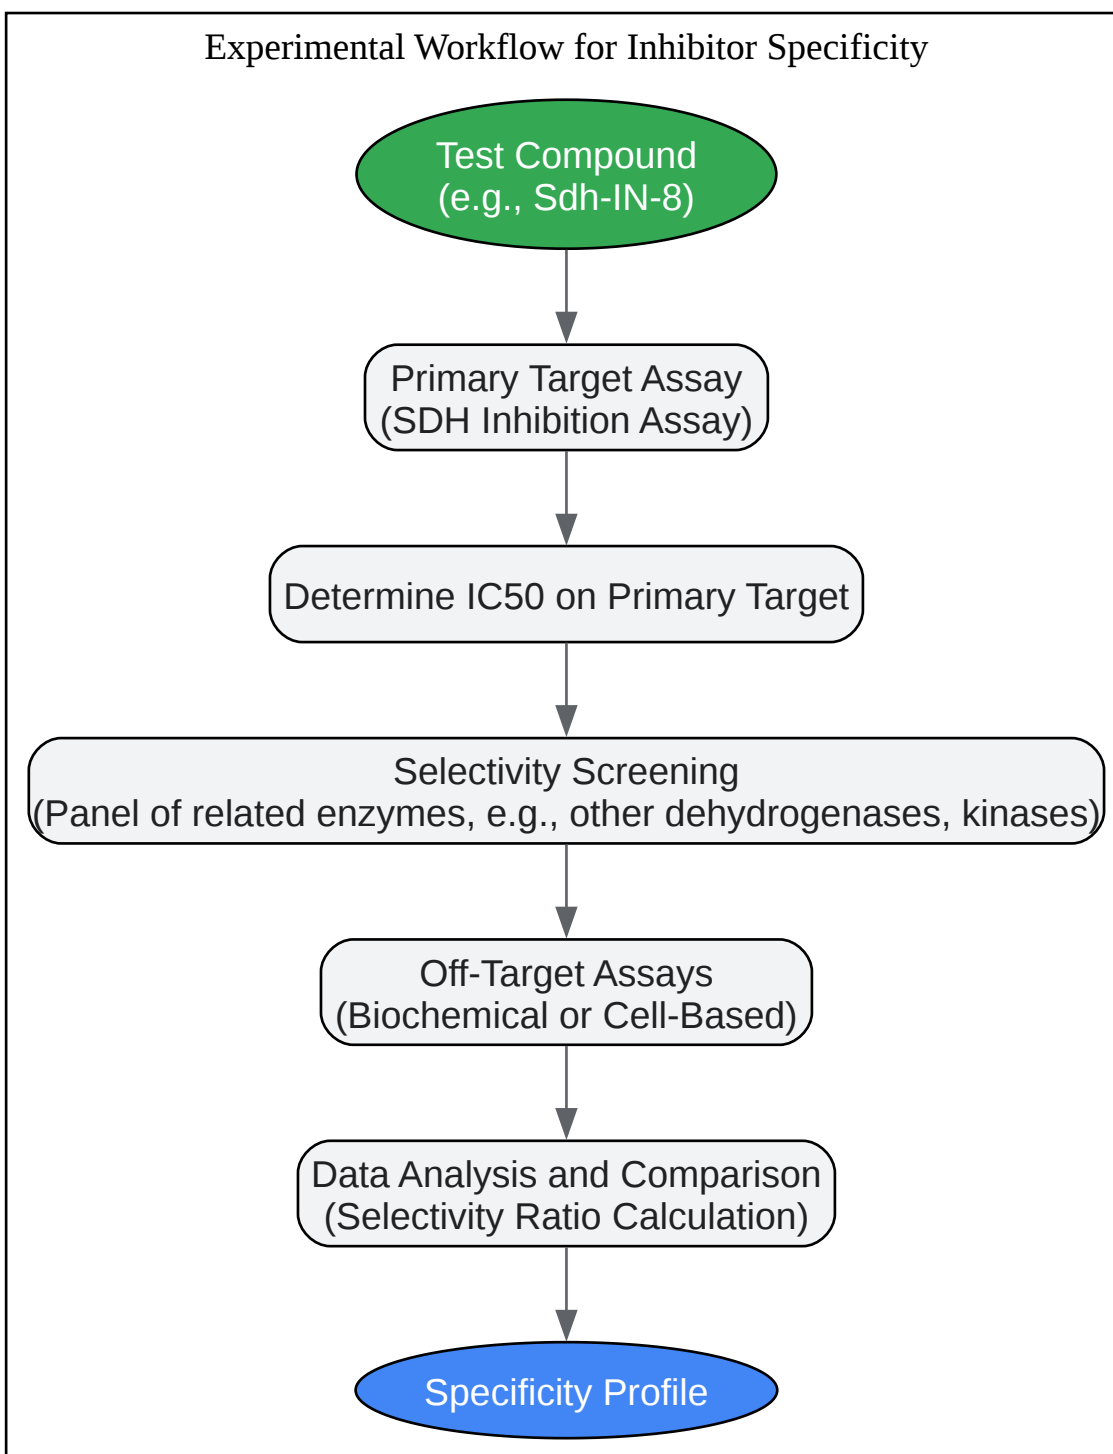 Experimental Workflow for Inhibitor Specificity
Test Compound
(e.g., Sdh-IN-8)
Primary Target Assay
(SDH Inhibition Assay)
Determine IC50 on Primary Target
Selectivity Screening
(Panel of related enzymes, e.g., other dehydrogenases, kinases)
Off-Target Assays
(Biochemical or Cell-Based)
Data Analysis and Comparison
(Selectivity Ratio Calculation)
Specificity Profile